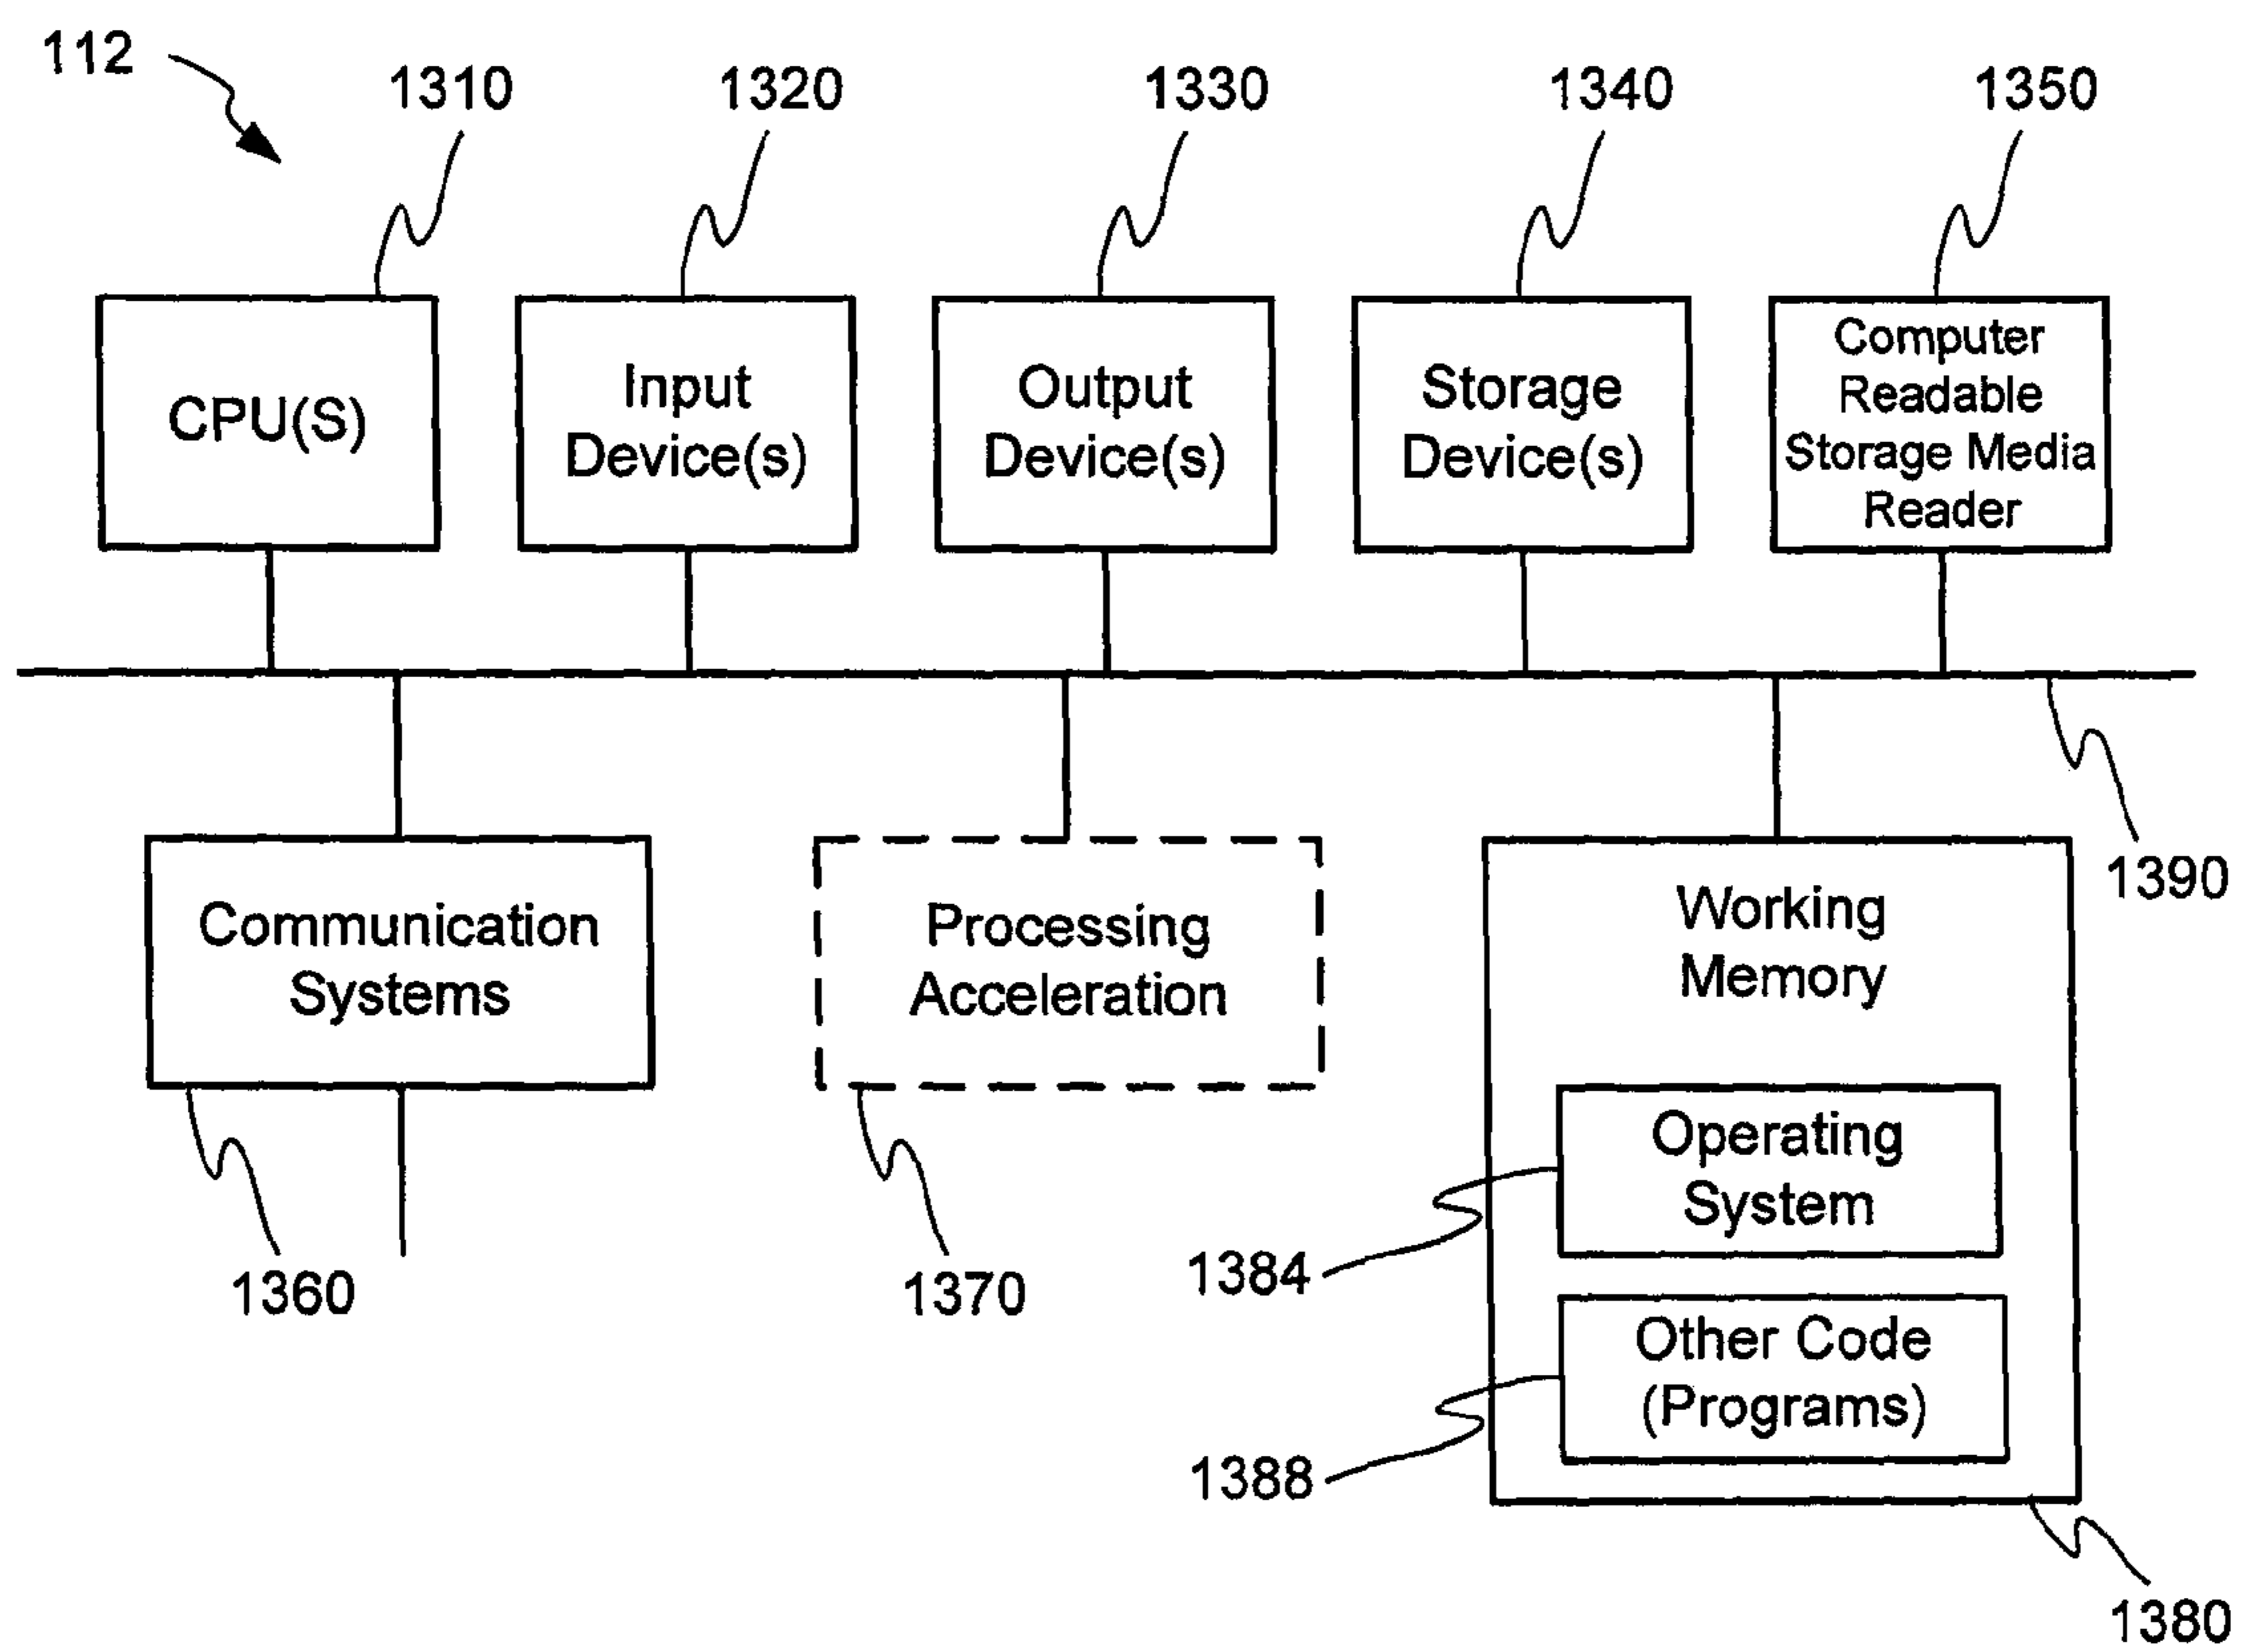 112
1310
1320
1330
1340
1350
CPU(S)
Input
Device(s)
Output
Device(s)
Storage
Device(s)
Computer
Readable
Storage Media
Reader
1390
Communication
Systems
Processing
Acceleration
Working
Memory
Operating
System
Other Code
(Programs)
1360
1370
1384
1388
1380